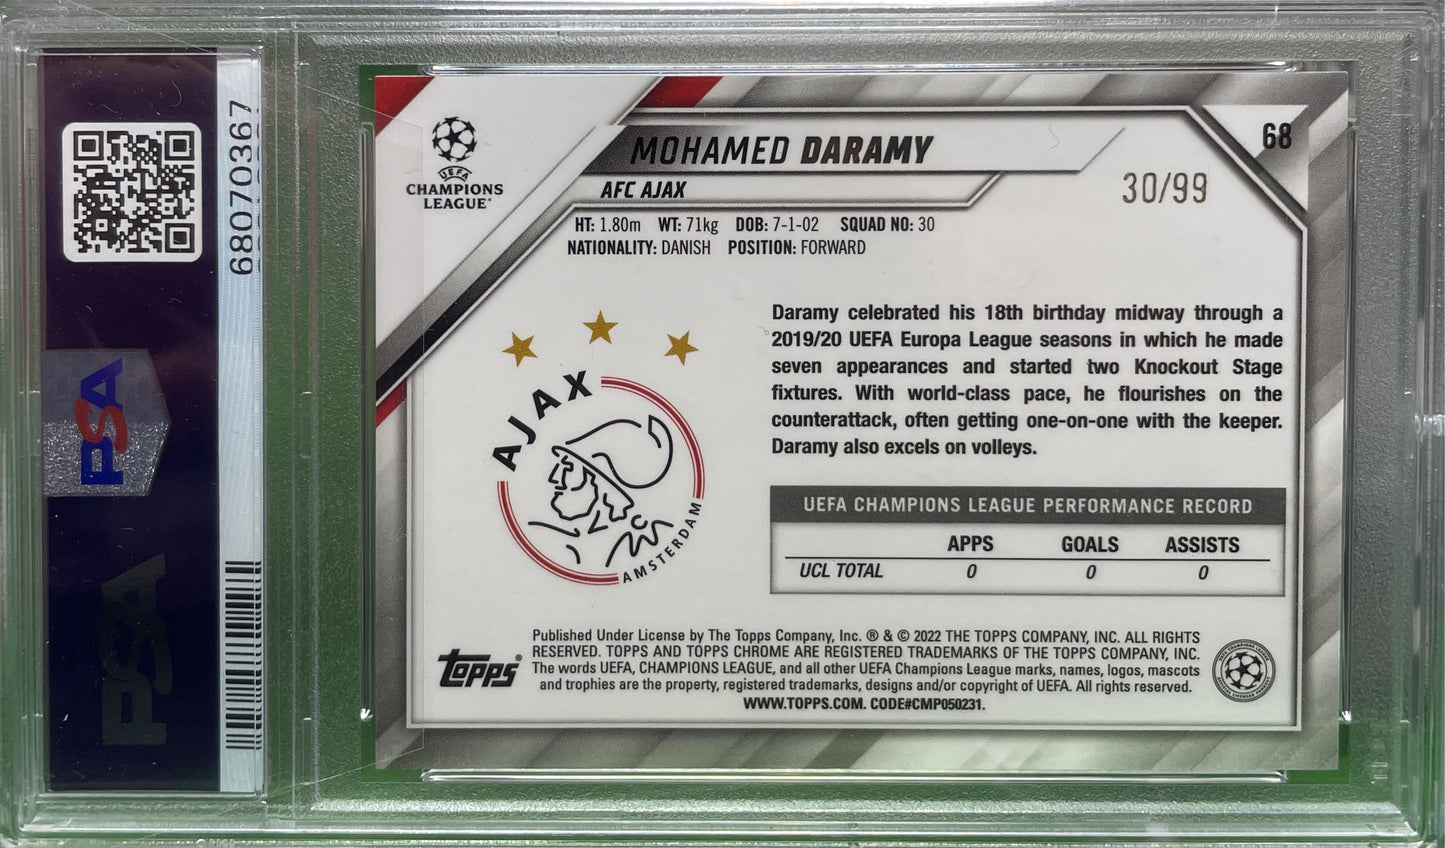 68070367
PSA
PSA
UEFA
CHAMPIONS
LEAGUE®
MOHAMED DARAMY
68
AFC AJAX
30/99
HT: 1.80m WT: 71kg DOB: 7-1-02 SQUAD NO: 30
NATIONALITY: DANISH POSITION: FORWARD
AJAX
AMSTERDAM
Daramy celebrated his 18th birthday midway through a
2019/20 UEFA Europa League seasons in which he made
seven appearances and started two Knockout Stage
fixtures. With world-class pace, he flourishes on the
counterattack, often getting one-on-one with the keeper.
Daramy also excels on volleys.
UEFA CHAMPIONS LEAGUE PERFORMANCE RECORD
APPS GOALS ASSISTS
UCL TOTAL 0 0 0
Topps®
Published Under License by The Topps Company, Inc. ® & © 2022 THE TOPPS COMPANY, INC. ALL RIGHTS
RESERVED. TOPPS AND TOPPS CHROME ARE REGISTERED TRADEMARKS OF THE TOPPS COMPANY, INC.
The words UEFA, CHAMPIONS LEAGUE, and all other UEFA Champions League marks, names, logos, mascots
and trophies are the property, registered trademarks, designs and/or copyright of UEFA. All rights reserved.
WWW.TOPPS.COM. CODE#CMP050231.